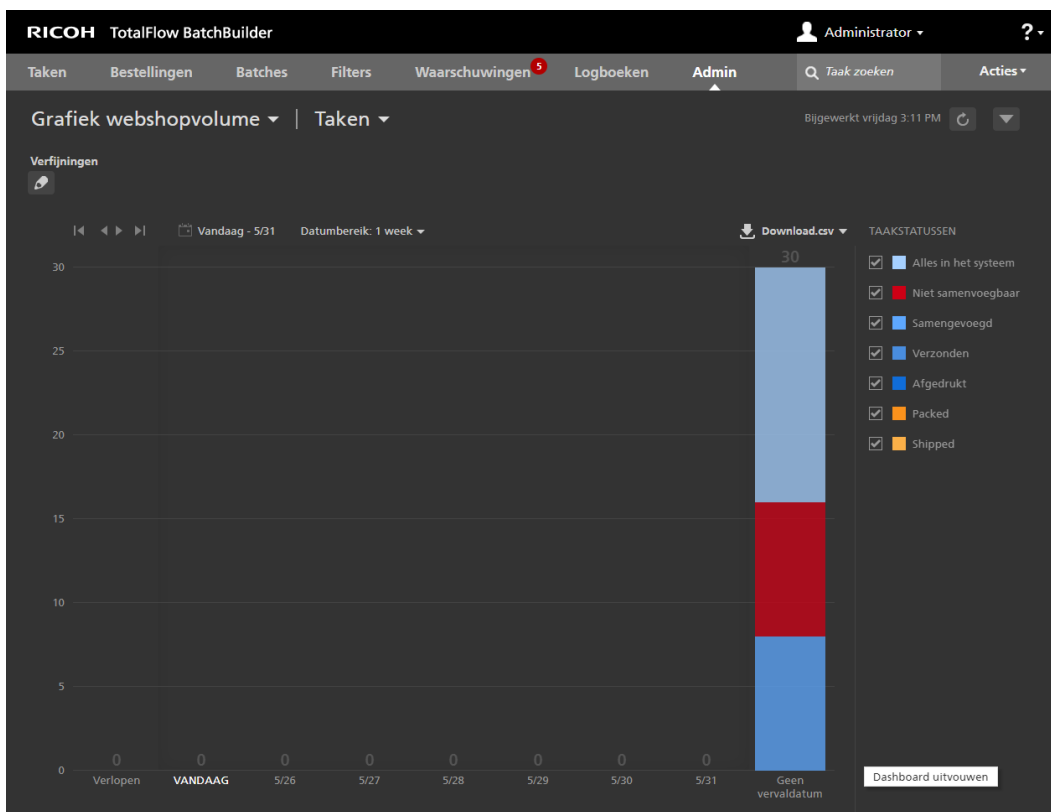 RICOH TotalFlow BatchBuilder Administrator ?
Taken Bestellingen Batches Filters Waarschuwingen 5 Logboeken Admin Taak zoeken Acties
Grafiek webshopvolume | Taken Bijgewerkt vrijdag 3:11 PM
Verfijningen
Vandaag - 5/31 Datumbereik: 1 week Download.csv TAAKSTATUSSEN
30
30
25
20
15
10
5
0
Alles in het systeem
Niet samenvoegbaar
Samengevoegd
Verzonden
Afgedrukt
Packed
Shipped
0 0 0 0 0 0 0 0
Verlopen VANDAAG 5/26 5/27 5/28 5/29 5/30 5/31 Geen
vervaldatum
Dashboard uitvouwen